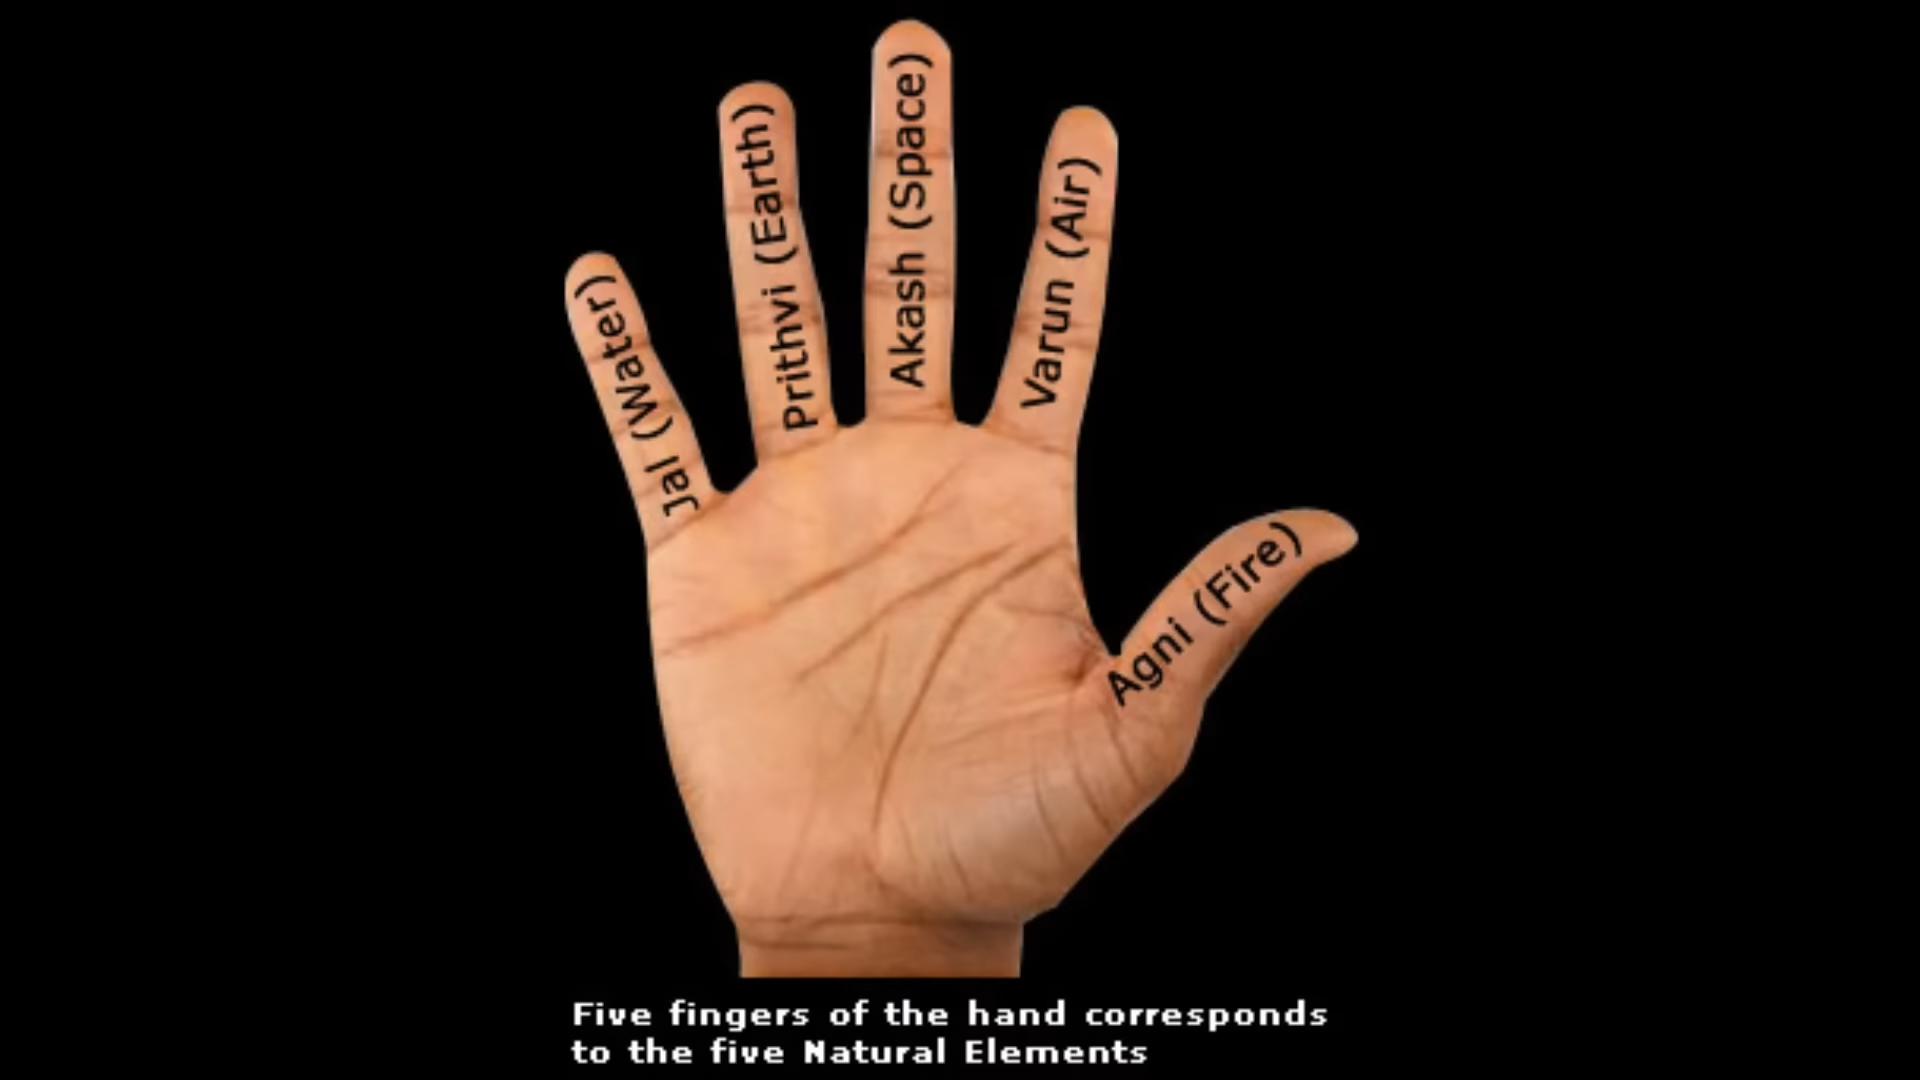 Jal (Water)
Prithvi (Earth)
Akash (Space)
Varun (Air)
Agni (Fire)
Five fingers of the hand corresponds
to the five Natural Elements